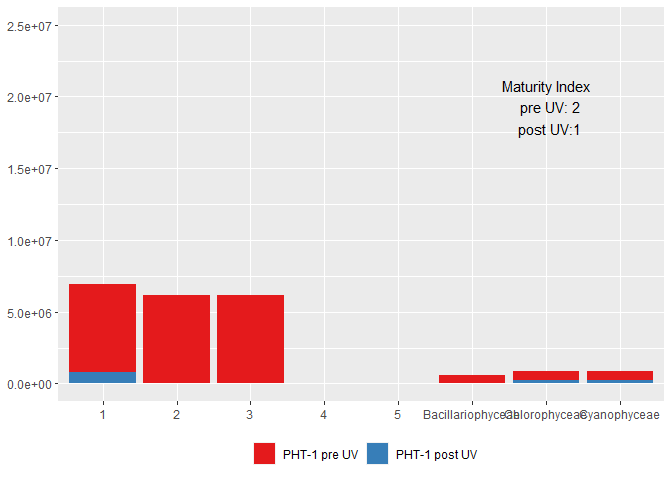 2.5e+07
2.0e+07
1.5e+07
1.0e+07
5.0e+06
0.0e+00
Maturity Index
pre UV: 2
post UV:1
1 2 3 4 5 Bacillariophyceae Chlorophyceae Cyanophyceae
PHT-1 pre UV PHT-1 post UV